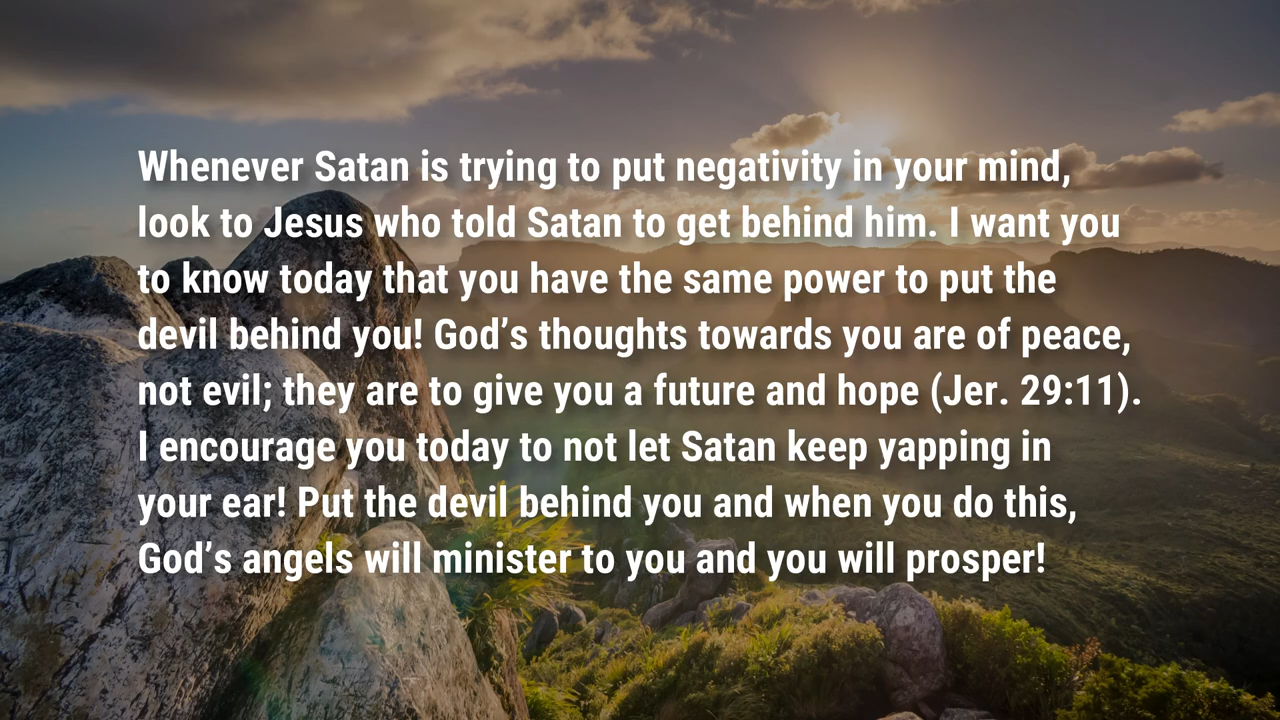 Whenever Satan is trying to put negativity in your mind,
look to Jesus who told Satan to get behind him. I want you
to know today that you have the same power to put the
devil behind you! God’s thoughts towards you are of peace,
not evil; they are to give you a future and hope (Jer. 29:11).
I encourage you today to not let Satan keep yapping in
your ear! Put the devil behind you and when you do this,
God’s angels will minister to you and you will prosper!